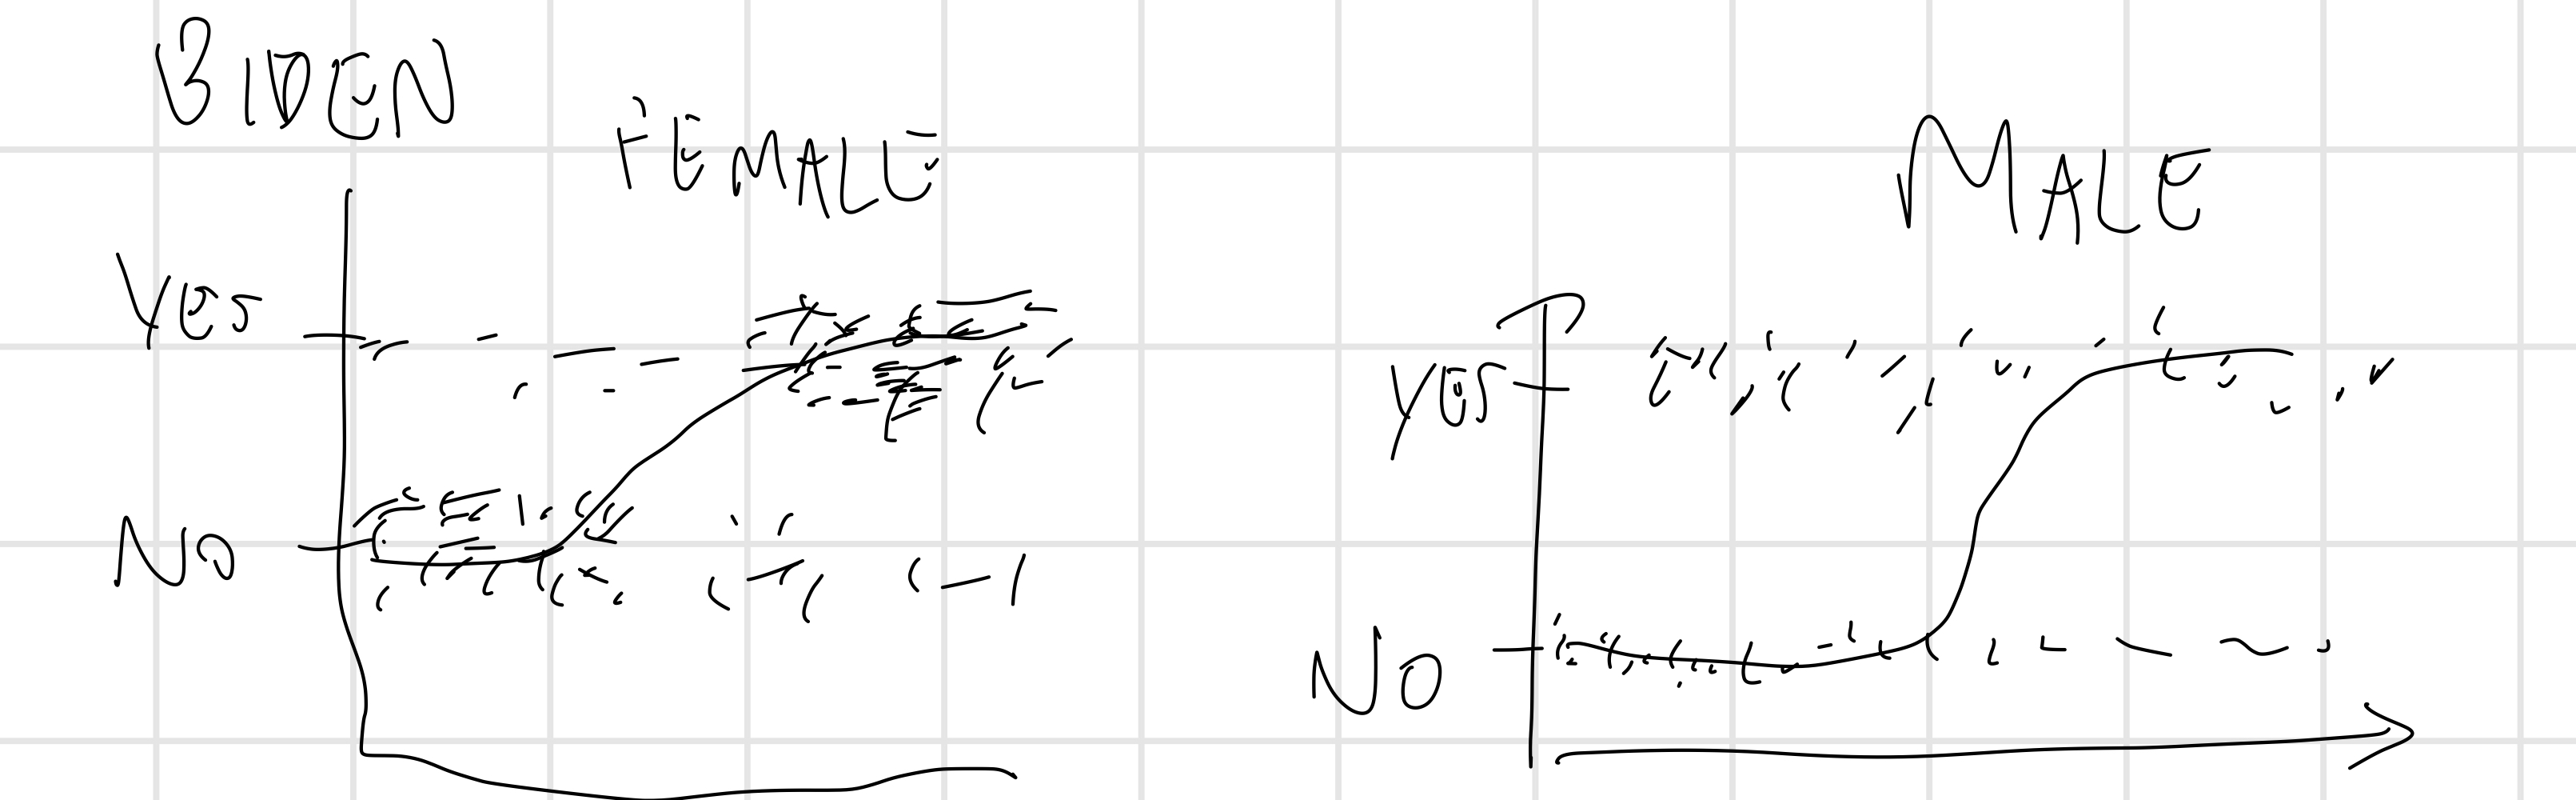 BIDEN
FEMALE
MALE
YES
YES
NO
NO